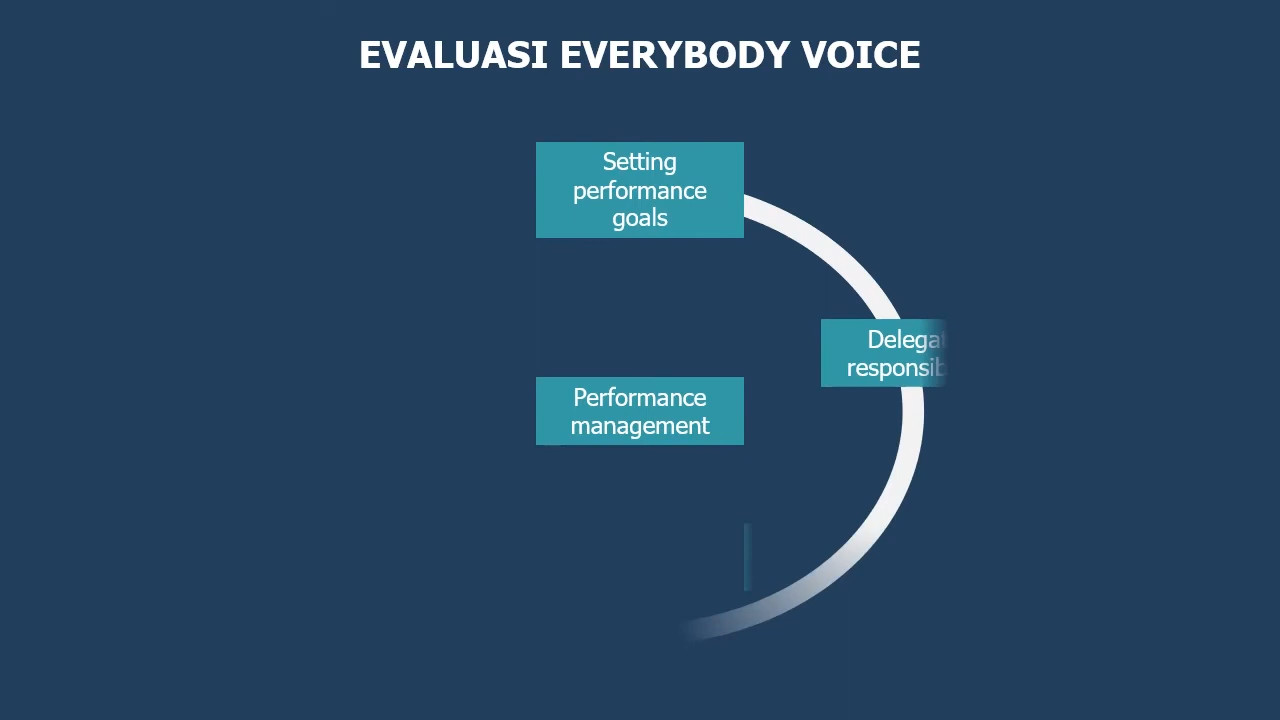 EVALUASI EVERYBODY VOICE
Setting
performance
goals
Performance
management